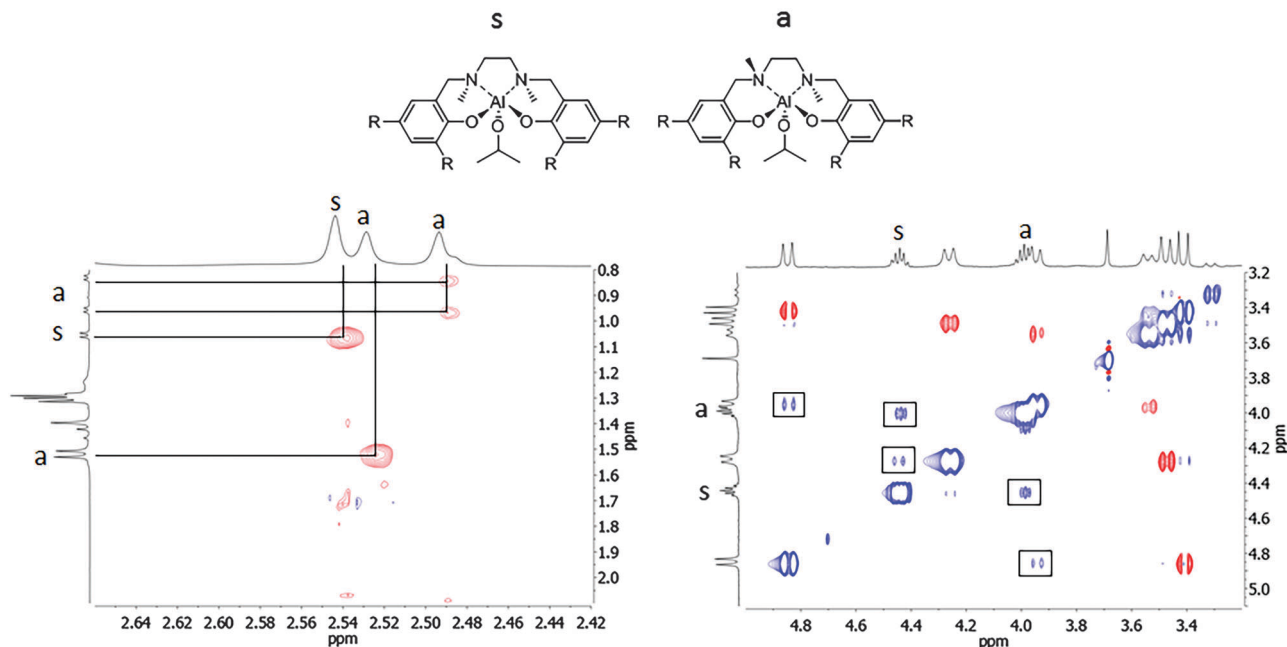 s a
N N N N
Al Al
R O O R R O O R
O O
R R R R
s a a
s a
a
s
a
0.8
0.9
1.0
1.1
1.2
1.3
1.4
1.5
1.6
1.7
1.8
1.9
2.0
ppm
2.64 2.62 2.60 2.58 2.56 2.54 2.52 2.50 2.48 2.46 2.44 2.42
ppm
a
s
3.2
3.4
3.6
3.8
4.0
4.2
4.4
4.6
4.8
5.0
ppm
4.8 4.6 4.4 4.2 4.0 3.8 3.6 3.4
ppm